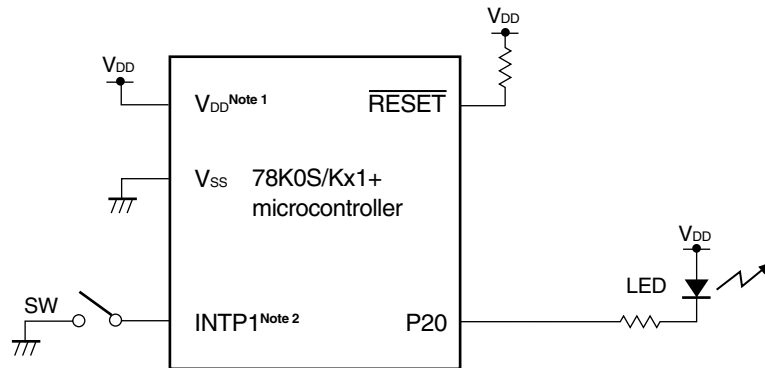 VDD
VDD
VDD^Note 1
RESET
VSS
78K0S/Kx1+
microcontroller
VDD
LED
SW
INTP1^Note 2
P20